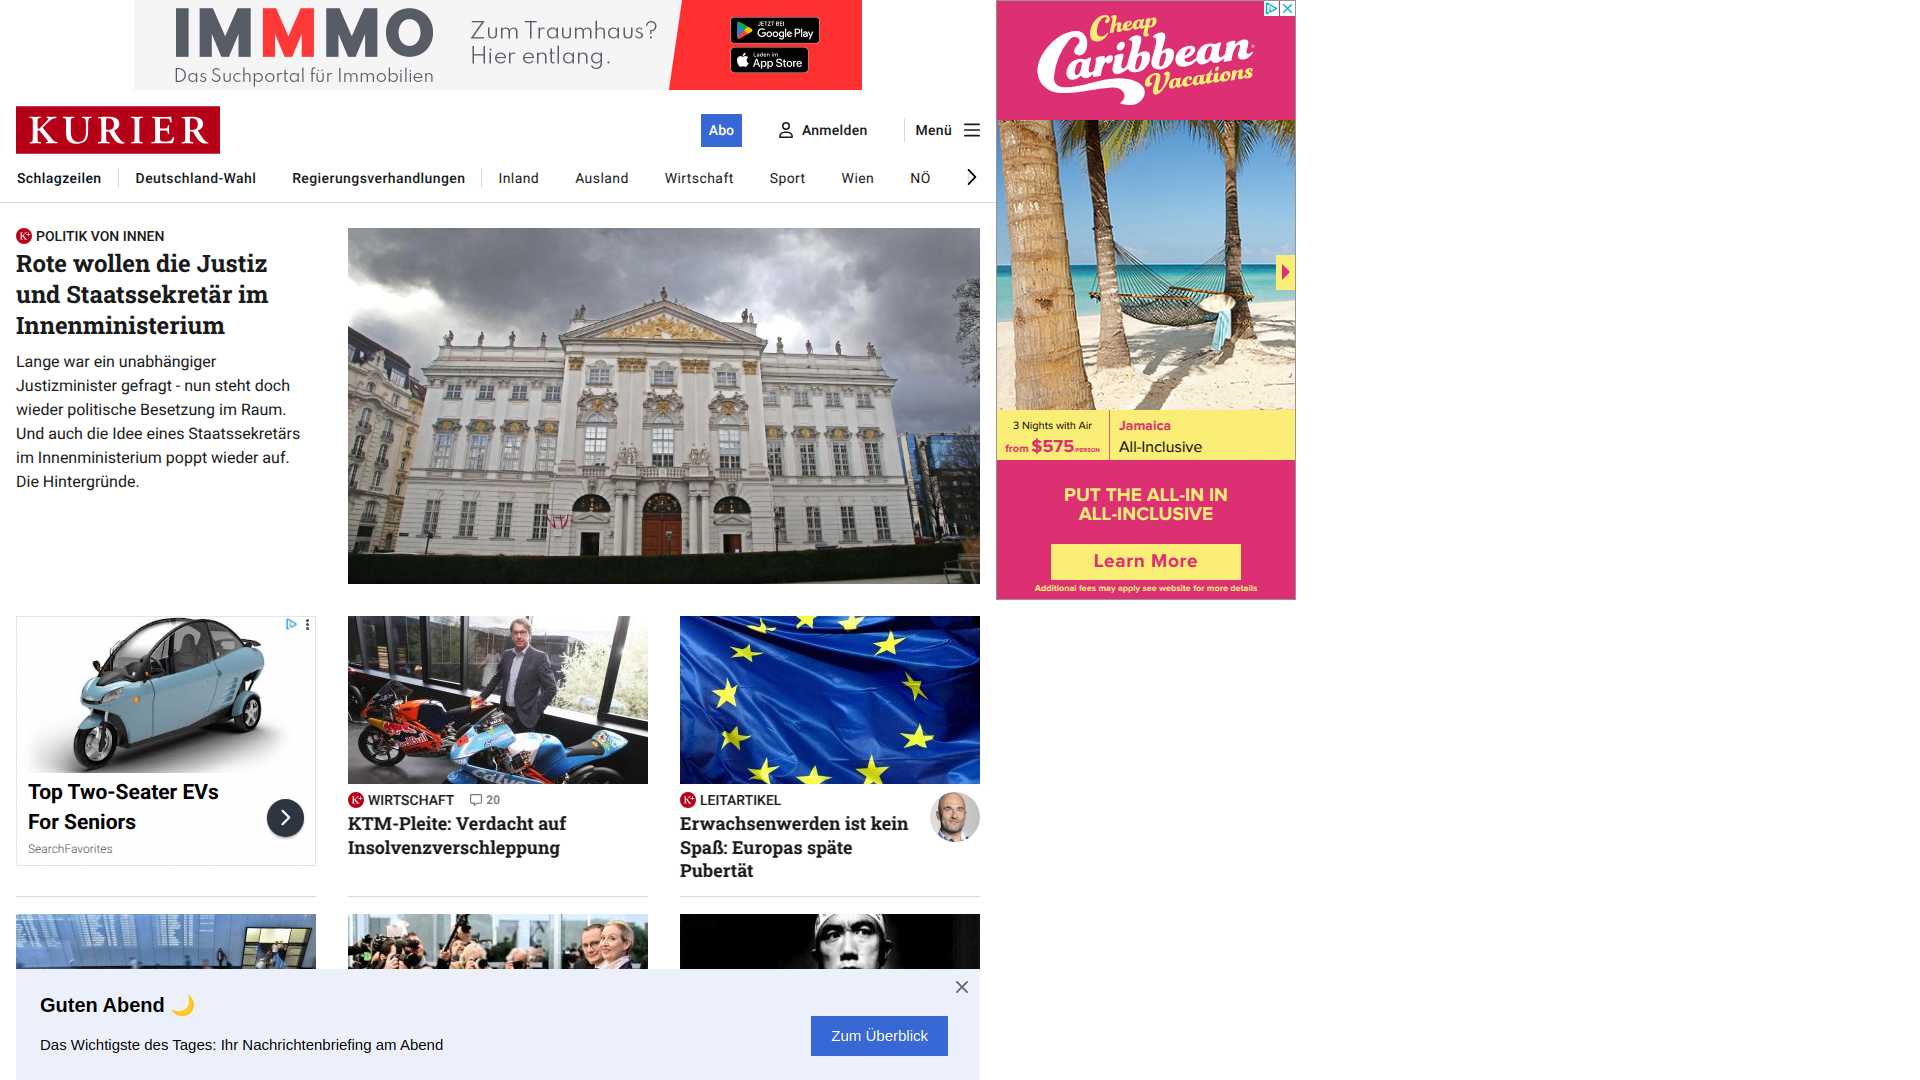 IMMMO
Das Suchportal für Immobilien
Zum Traumhaus?
Hier entlang.
JETZT BEI
Google Play
Laden im
App Store
KURIER
Abo
Anmelden
Menü
Schlagzeilen
Deutschland-Wahl
Regierungsverhandlungen
Inland
Ausland
Wirtschaft
Sport
Wien
NÖ
K+ POLITIK VON INNEN
Rote wollen die Justiz
und Staatssekretär im
Innenministerium
Lange war ein unabhängiger
Justizminister gefragt - nun steht doch
wieder politische Besetzung im Raum.
Und auch die Idee eines Staatssekretärs
im Innenministerium poppt wieder auf.
Die Hintergründe.
Cheap
Caribbean
Vacations
3 Nights with Air
from $575/PERSON
Jamaica
All-Inclusive
PUT THE ALL-IN IN
ALL-INCLUSIVE
Learn More
Additional fees may apply see website for more details
Top Two-Seater EVs
For Seniors
SearchFavorites
Red Bull
K+ WIRTSCHAFT 20
KTM-Pleite: Verdacht auf
Insolvenzverschleppung
K+ LEITARTIKEL
Erwachsenwerden ist kein
Spaß: Europas späte
Pubertät
Guten Abend 🌙
Das Wichtigste des Tages: Ihr Nachrichtenbriefing am Abend
Zum Überblick